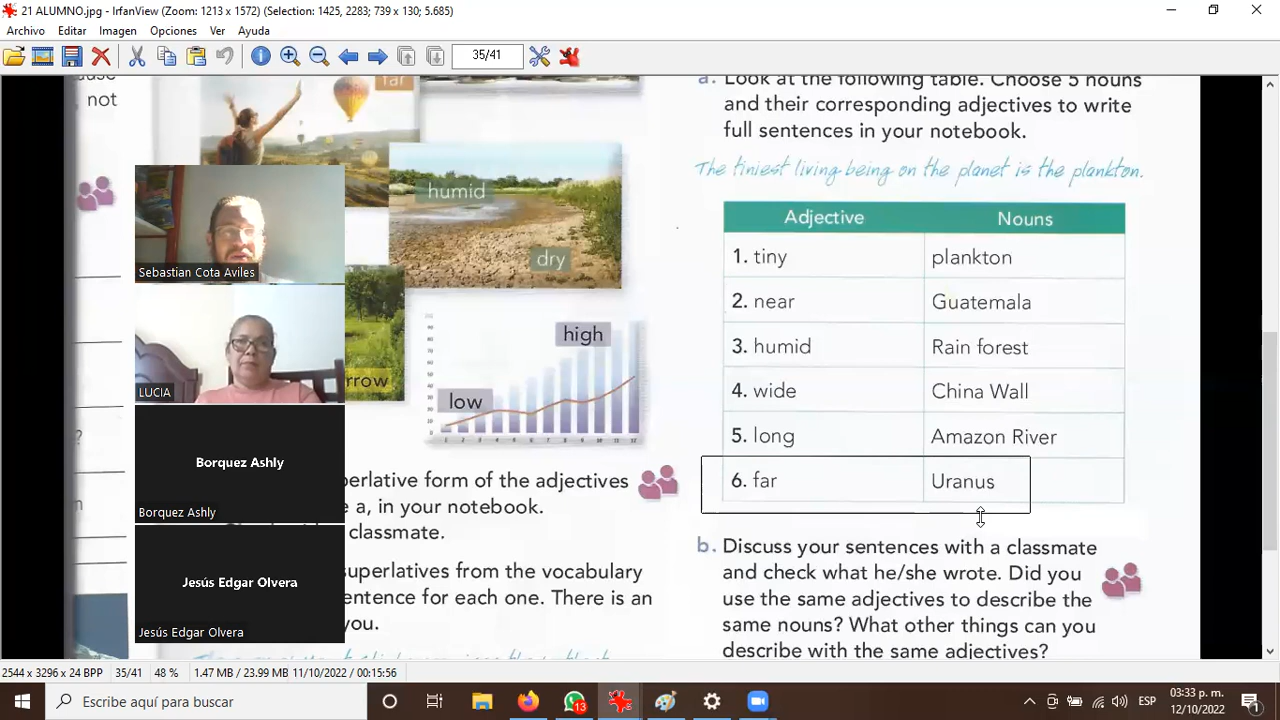 21 ALUMNO.jpg - IrfanView (Zoom: 1213 x 1572) (Selection: 1425, 2283; 739 x 130; 5.685)
Archivo Editar Imagen Opciones Ver Ayuda
35/41
not
far
humid
dry
high
low
rrow
perlative form of the adjectives
e a, in your notebook.
classmate.
superlatives from the vocabulary
entence for each one. There is an
you.
Sebastian Cota Aviles
LUCIA
Borquez Ashly
Borquez Ashly
Jesús Edgar Olvera
Jesús Edgar Olvera
a. Look at the following table. Choose 5 nouns
and their corresponding adjectives to write
full sentences in your notebook.
The tiniest living being on the planet is the plankton.
Adjective Nouns
1. tiny plankton
2. near Guatemala
3. humid Rain forest
4. wide China Wall
5. long Amazon River
6. far Uranus
b. Discuss your sentences with a classmate
and check what he/she wrote. Did you
use the same adjectives to describe the
same nouns? What other things can you
describe with the same adjectives?
2544 x 3296 x 24 BPP 35/41 48 % 1.47 MB / 23.99 MB 11/10/2022 / 00:15:56
Escribe aquí para buscar
13
ESP
03:33 p. m.
12/10/2022
1